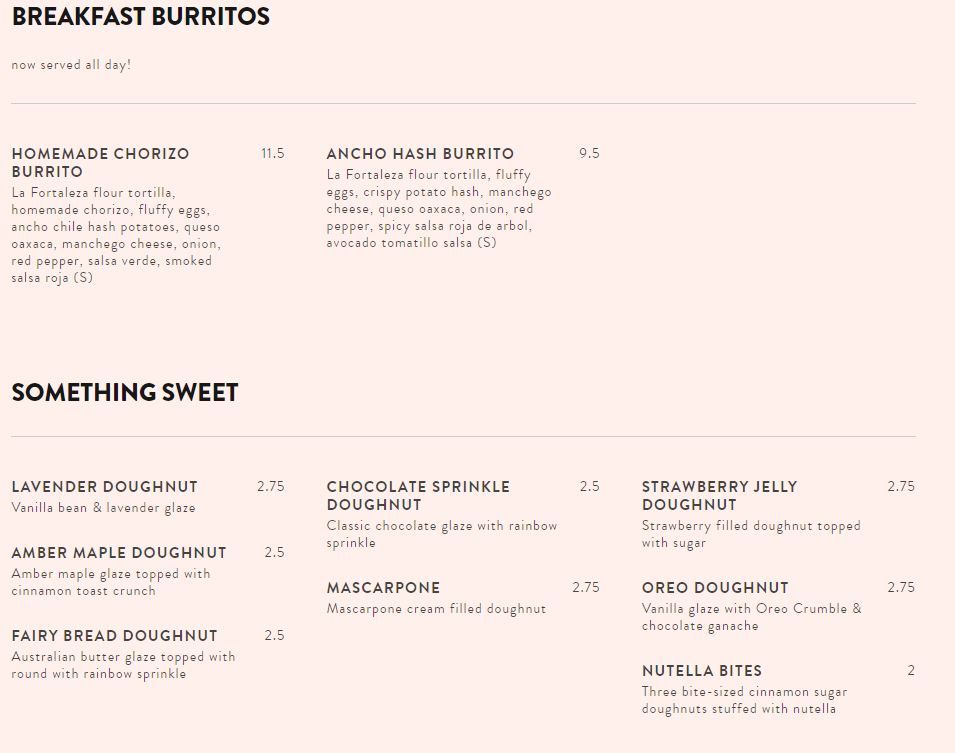 BREAKFAST BURRITOS
now served all day!
HOMEMADE CHORIZO 11.5
BURRITO
La Fortaleza flour tortilla,
homemade chorizo, fluffy eggs,
ancho chile hash potatoes, queso
oaxaca, manchego cheese, onion,
red pepper, salsa verde, smoked
salsa roja (S)
ANCHO HASH BURRITO 9.5
La Fortaleza flour tortilla, fluffy
eggs, crispy potato hash, manchego
cheese, queso oaxaca, onion, red
pepper, spicy salsa roja de arbol,
avocado tomatillo salsa (S)
SOMETHING SWEET
LAVENDER DOUGHNUT 2.75
Vanilla bean & lavender glaze
AMBER MAPLE DOUGHNUT 2.5
Amber maple glaze topped with
cinnamon toast crunch
FAIRY BREAD DOUGHNUT 2.5
Australian butter glaze topped with
round with rainbow sprinkle
CHOCOLATE SPRINKLE 2.5
DOUGHNUT
Classic chocolate glaze with rainbow
sprinkle
MASCARPONE 2.75
Mascarpone cream filled doughnut
STRAWBERRY JELLY 2.75
DOUGHNUT
Strawberry filled doughnut topped
with sugar
OREO DOUGHNUT 2.75
Vanilla glaze with Oreo Crumble &
chocolate ganache
NUTELLA BITES 2
Three bite-sized cinnamon sugar
doughnuts stuffed with nutella